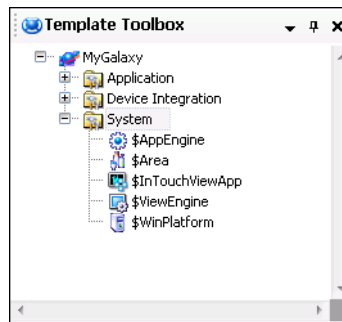 Template Toolbox
MyGalaxy
Application
Device Integration
System
$AppEngine
$Area
$InTouchViewApp
$ViewEngine
$WinPlatform